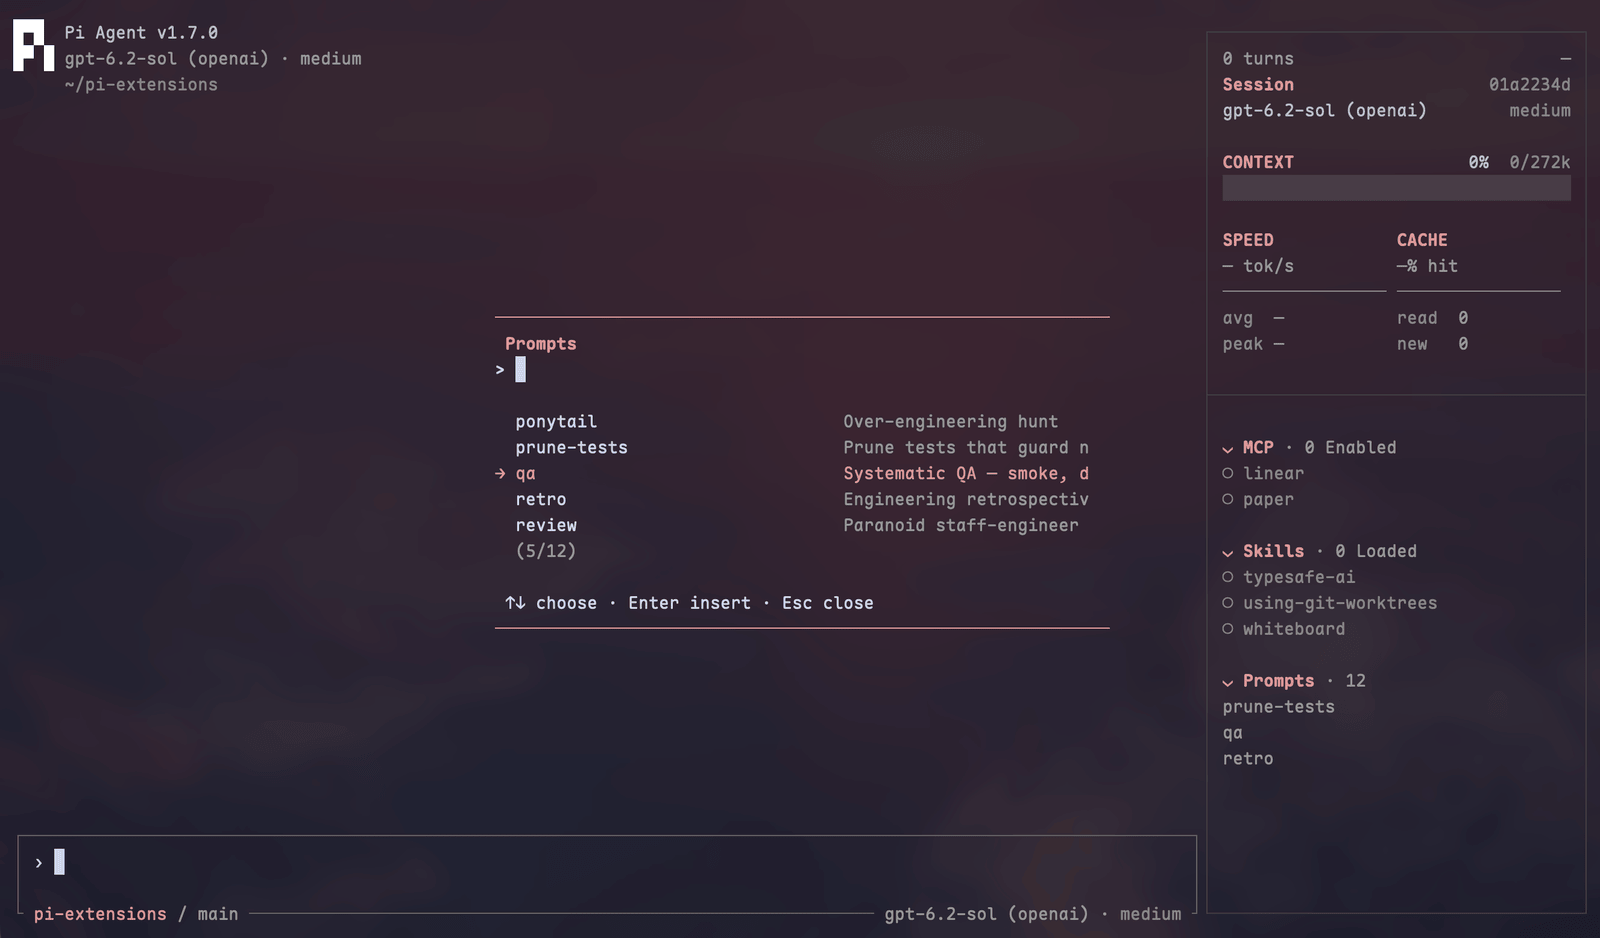 Pi Agent v1.7.0
gpt-6.2-sol (openai) · medium
~/pi-extensions
0 turns —
Session 01a2234d
gpt-6.2-sol (openai) medium
CONTEXT 0% 0/272k
SPEED CACHE
— tok/s —% hit
avg — read 0
peak — new 0
Prompts
>
ponytail Over-engineering hunt
prune-tests Prune tests that guard n
→ qa Systematic QA — smoke, d
retro Engineering retrospectiv
review Paranoid staff-engineer
(5/12)
↑↓ choose · Enter insert · Esc close
MCP · 0 Enabled
linear
paper
Skills · 0 Loaded
typesafe-ai
using-git-worktrees
whiteboard
Prompts · 12
prune-tests
qa
retro
›
pi-extensions / main gpt-6.2-sol (openai) · medium